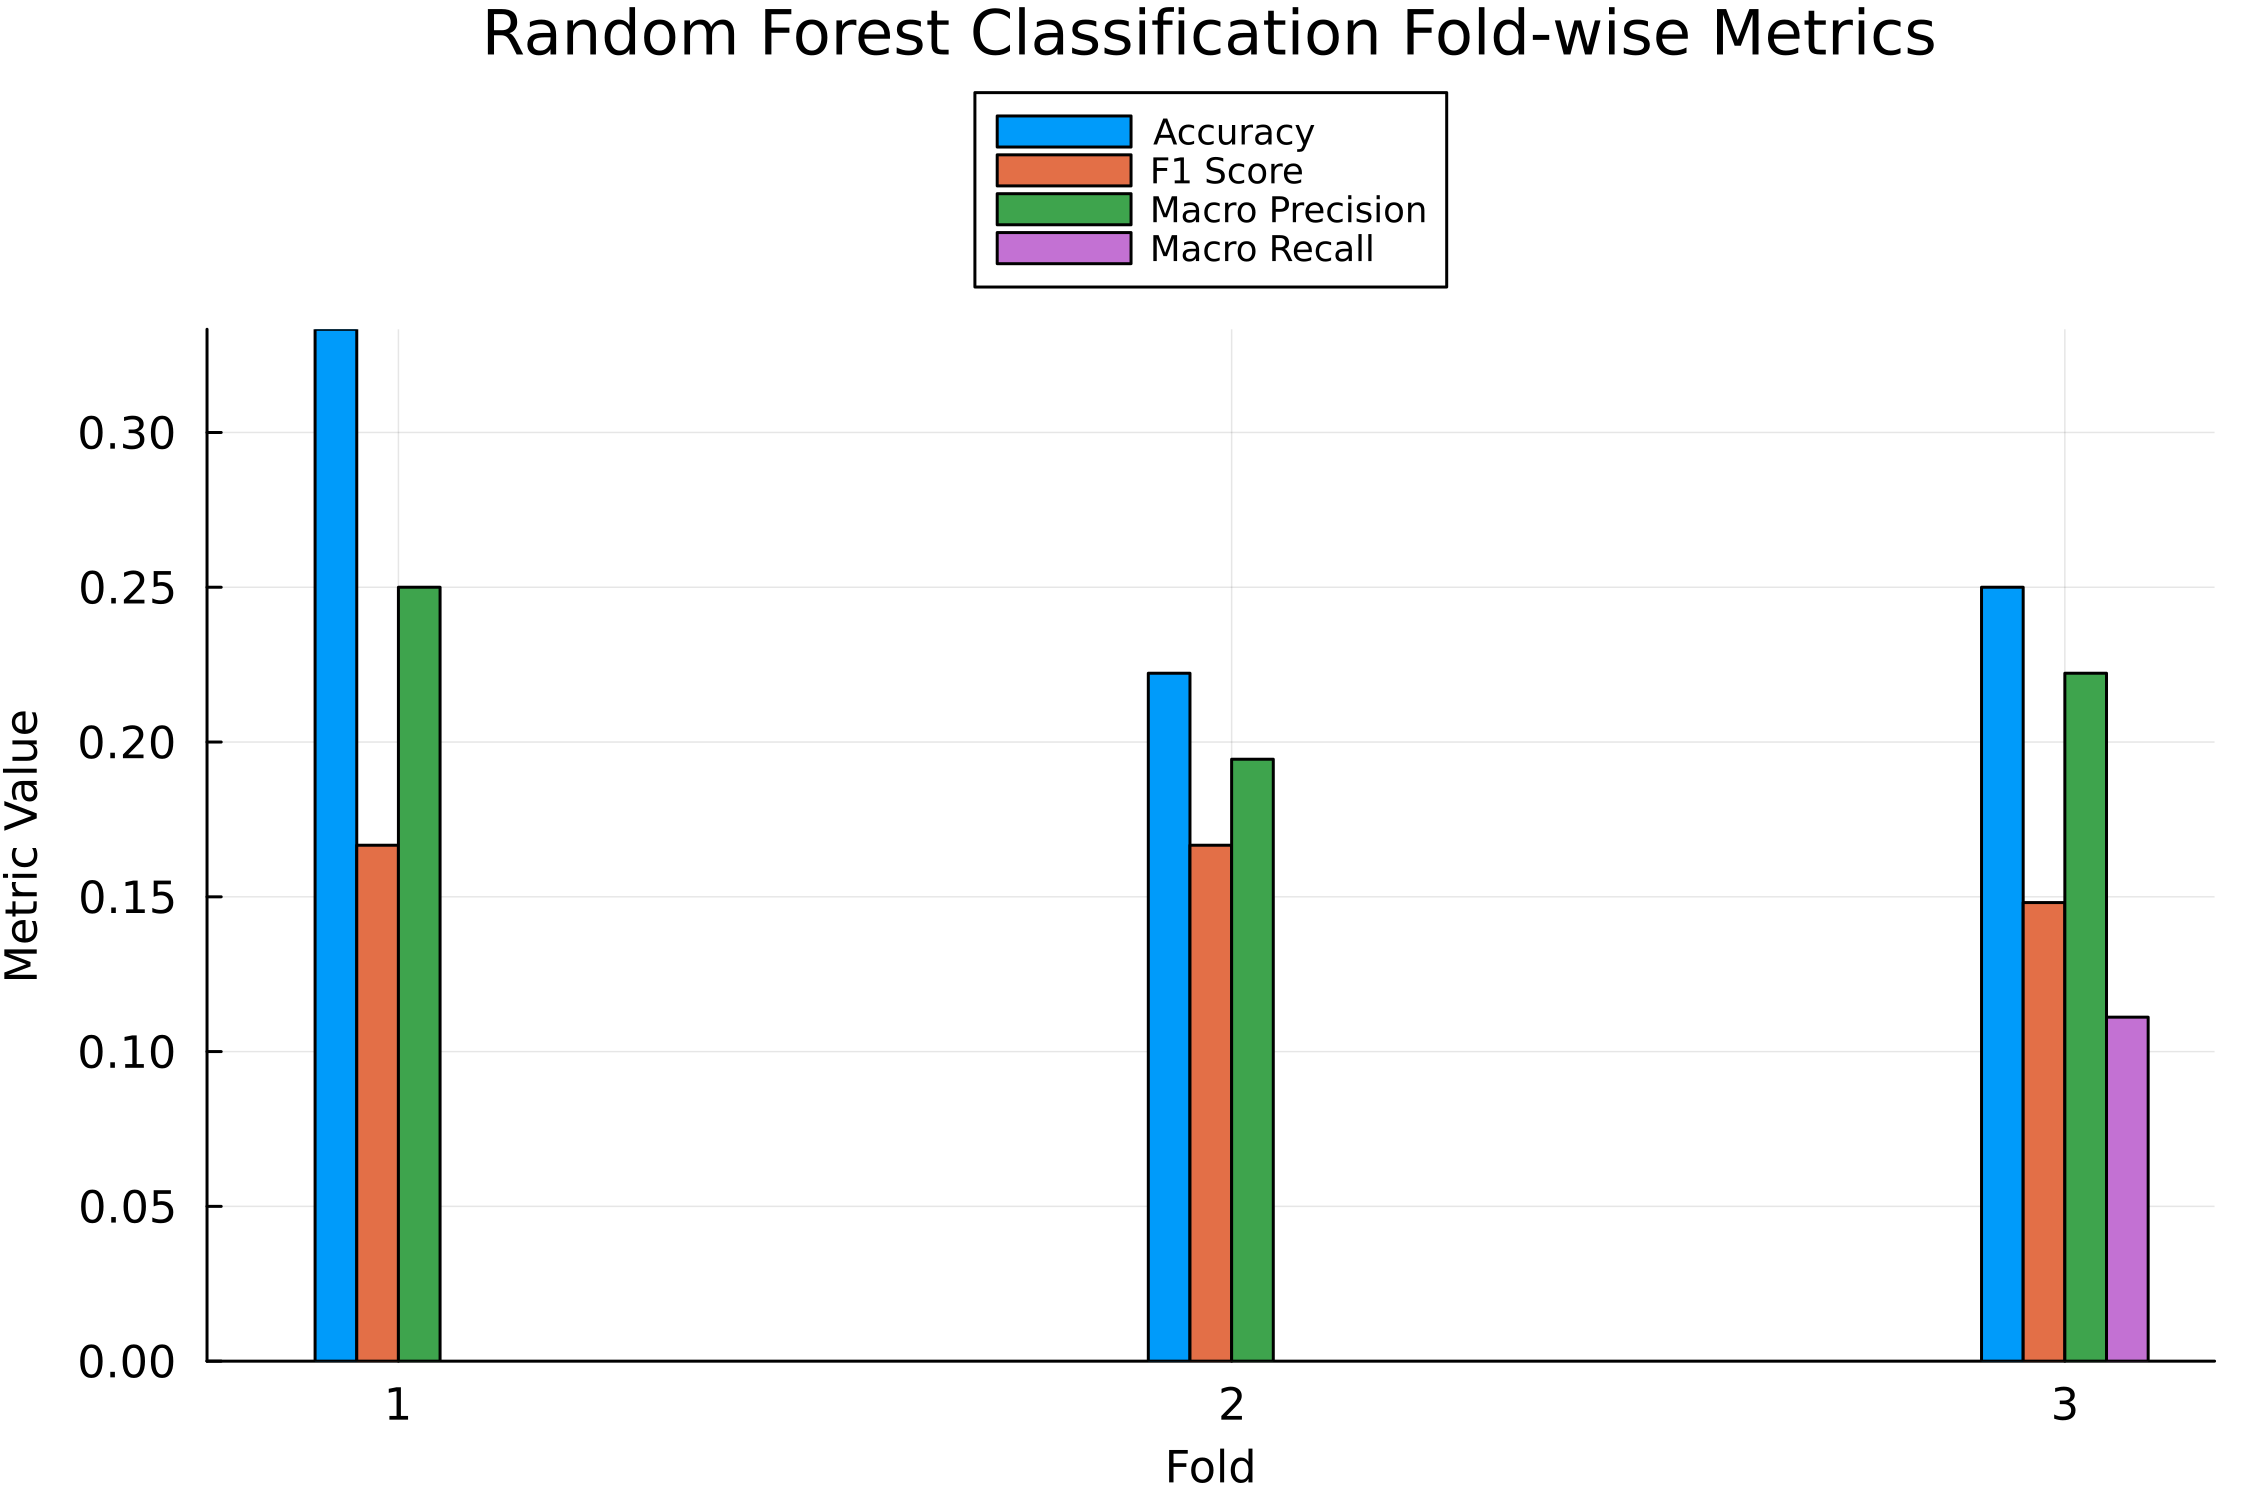 Random Forest Classification Fold-wise Metrics
Accuracy
F1 Score
Macro Precision
Macro Recall
Metric Value
0.30
0.25
0.20
0.15
0.10
0.05
0.00
1
2
3
Fold